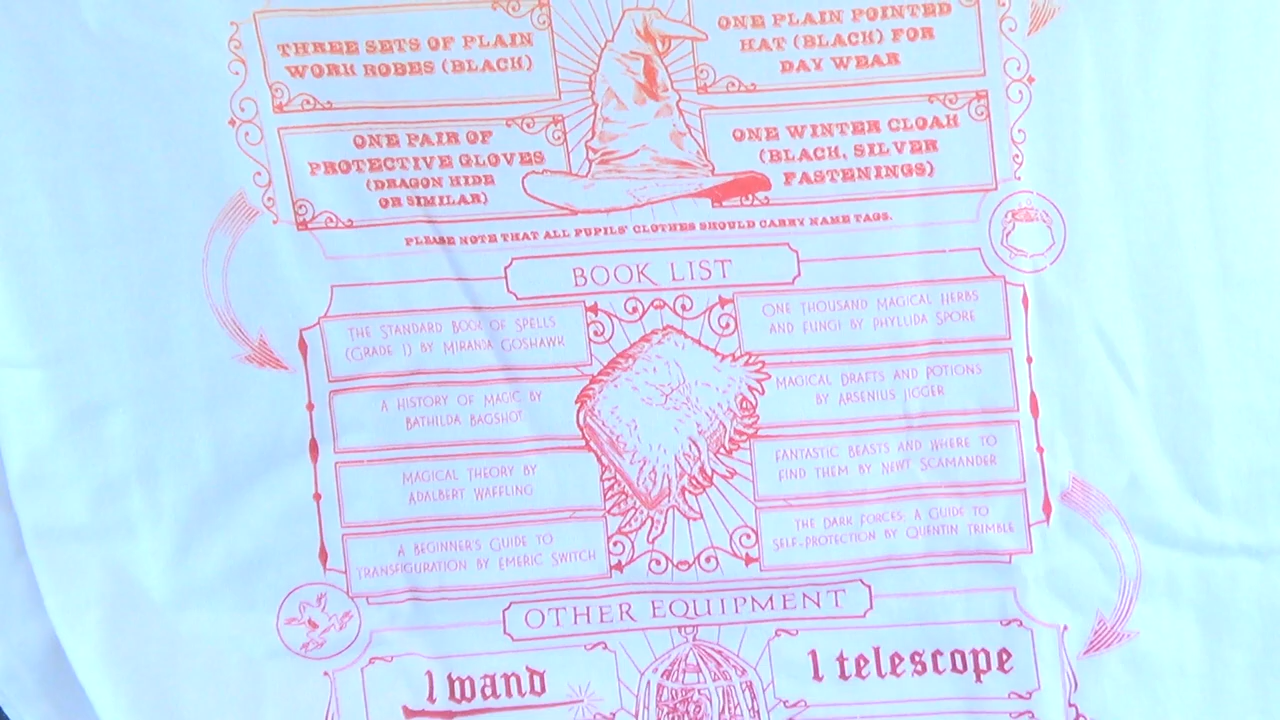 THREE SETS OF PLAIN
WORK ROBES (BLACK)
ONE PLAIN POINTED
HAT (BLACK) FOR
DAY WEAR
ONE PAIR OF
PROTECTIVE GLOVES
(DRAGON HIDE
OR SIMILAR)
ONE WINTER CLOAK
(BLACK, SILVER
FASTENINGS)
PLEASE NOTE THAT ALL PUPILS' CLOTHES SHOULD CARRY NAME TAGS.
BOOK LIST
THE STANDARD BOOK OF SPELLS
(GRADE 1) BY MIRANDA GOSHAWK
A HISTORY OF MAGIC BY
BATHILDA BAGSHOT
MAGICAL THEORY BY
ADALBERT WAFFLING
A BEGINNER'S GUIDE TO
TRANSFIGURATION BY EMERIC SWITCH
ONE THOUSAND MAGICAL HERBS
AND FUNGI BY PHYLLIDA SPORE
MAGICAL DRAFTS AND POTIONS
BY ARSENIUS JIGGER
FANTASTIC BEASTS AND WHERE TO
FIND THEM BY NEWT SCAMANDER
THE DARK FORCES: A GUIDE TO
SELF-PROTECTION BY QUENTIN TRIMBLE
OTHER EQUIPMENT
1 wand
1 telescope